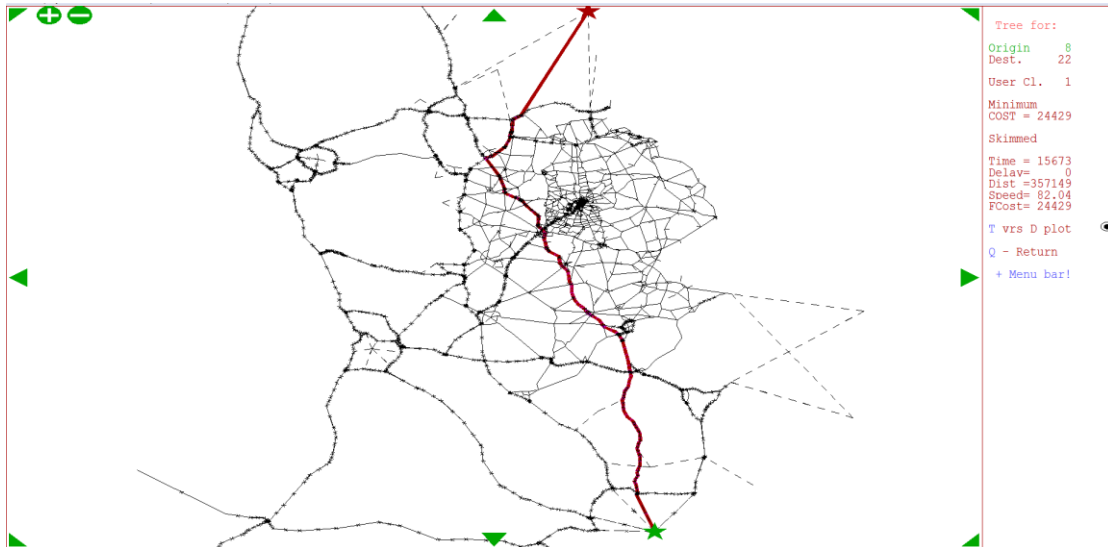 Tree for:
Origin 8
Dest. 22
User Cl. 1
Minimum
COST = 24429
Skimmed
Time = 15673
Delay= 0
Dist =357149
Speed= 82.04
FCost= 24429
T vrs D plot
Q - Return
+ Menu bar!